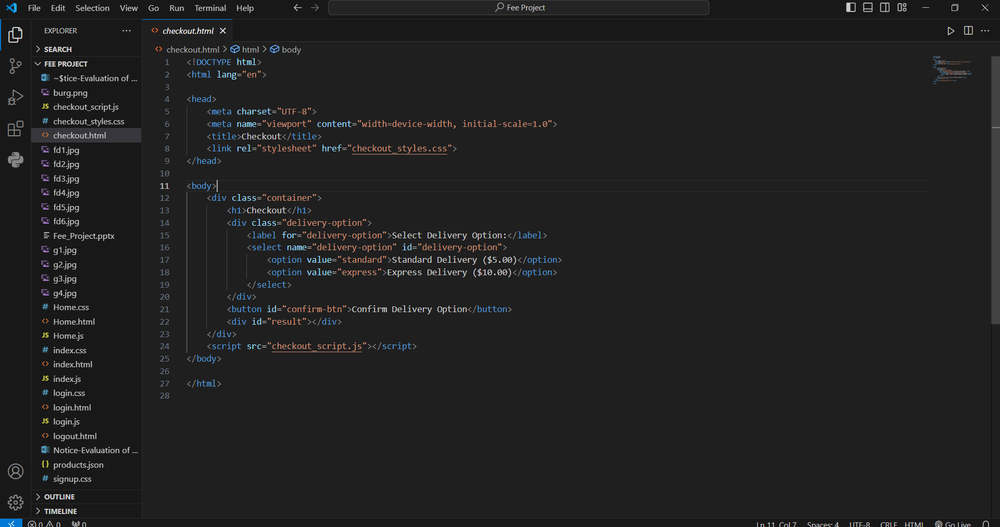 File Edit Selection View Go Run Terminal Help
Fee Project
EXPLORER
SEARCH
FEE PROJECT
~$tice-Evaluation of ...
burg.png
JS checkout_script.js
# checkout_styles.css
<> checkout.html
fd1.jpg
fd2.jpg
fd3.jpg
fd4.jpg
fd5.jpg
fd6.jpg
Fee_Project.pptx
g1.jpg
g2.jpg
g3.jpg
g4.jpg
# Home.css
<> Home.html
JS Home.js
# index.css
<> index.html
JS index.js
# login.css
<> login.html
JS login.js
<> logout.html
Notice-Evaluation of ...
{} products.json
# signup.css
OUTLINE
TIMELINE
<> checkout.html
<> checkout.html > html > body
1 <!DOCTYPE html>
2 <html lang="en">
3
4 <head>
5 <meta charset="UTF-8">
6 <meta name="viewport" content="width=device-width, initial-scale=1.0">
7 <title>Checkout</title>
8 <link rel="stylesheet" href="checkout_styles.css">
9 </head>
10
11 <body>
12 <div class="container">
13 <h1>Checkout</h1>
14 <div class="delivery-option">
15 <label for="delivery-option">Select Delivery Option:</label>
16 <select name="delivery-option" id="delivery-option">
17 <option value="standard">Standard Delivery ($5.00)</option>
18 <option value="express">Express Delivery ($10.00)</option>
19 </select>
20 </div>
21 <button id="confirm-btn">Confirm Delivery Option</button>
22 <div id="result"></div>
23 </div>
24 <script src="checkout_script.js"></script>
25 </body>
26
27 </html>
28
0 0 0
Ln 11, Col 7 Spaces: 4 UTF-8 CRLF HTML Go Live